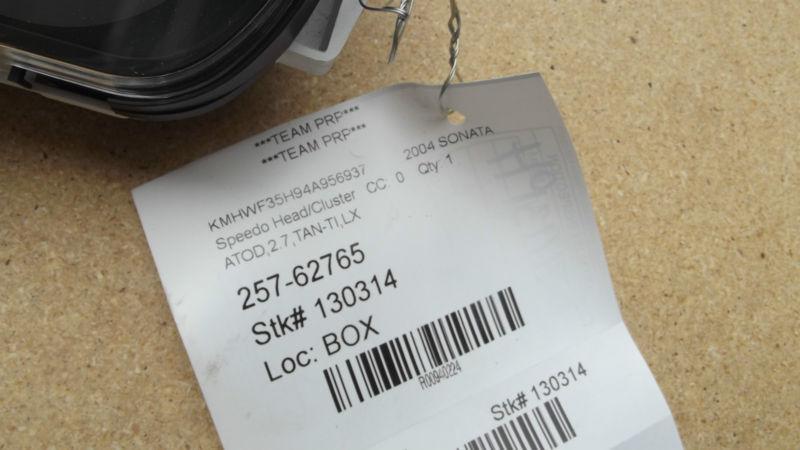 ***TEAM PRP***
***TEAM PRP***
KMHWF35H94A956937 2004 SONATA
Speedo Head/Cluster CC: 0 Qty: 1
ATOD,2.7,TAN-TI,LX
257-62765
Stk# 130314
Loc: BOX
R00940224
Stk# 130314